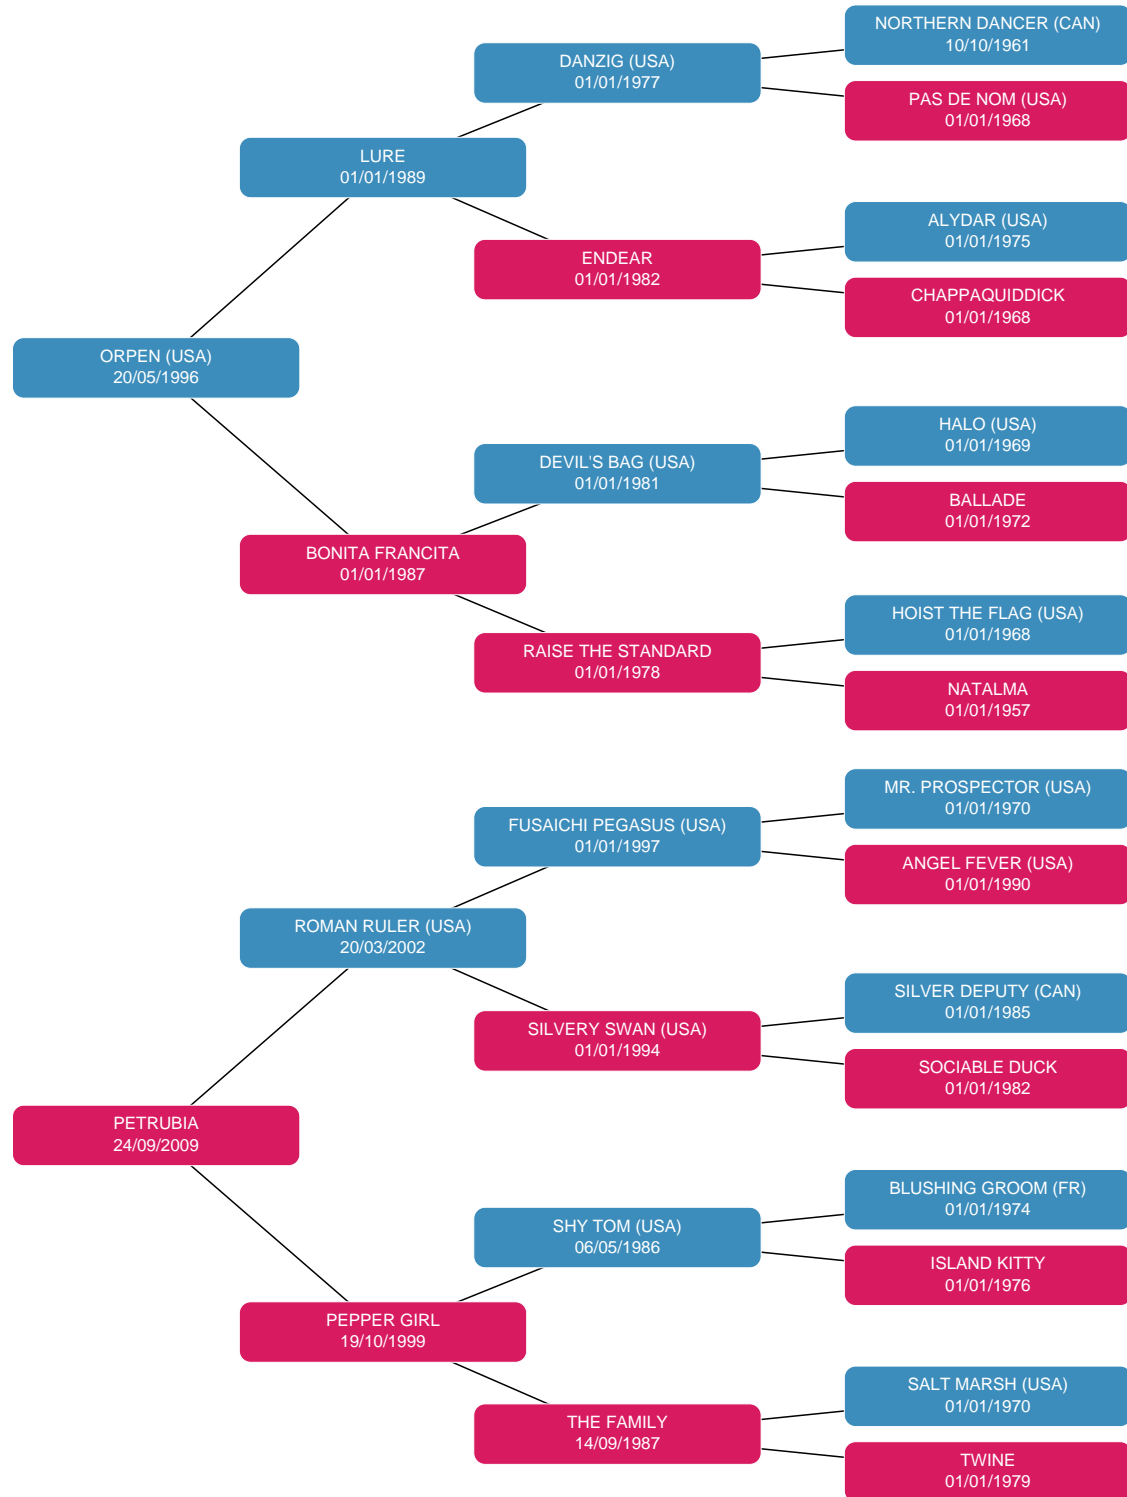 NORTHERN DANCER (CAN)
10/10/1961
DANZIG (USA)
01/01/1977
PAS DE NOM (USA)
01/01/1968
LURE
01/01/1989
ALYDAR (USA)
01/01/1975
ENDEAR
01/01/1982
CHAPPAQUIDDICK
01/01/1968
ORPEN (USA)
20/05/1996
HALO (USA)
01/01/1969
DEVIL'S BAG (USA)
01/01/1981
BALLADE
01/01/1972
BONITA FRANCITA
01/01/1987
HOIST THE FLAG (USA)
01/01/1968
RAISE THE STANDARD
01/01/1978
NATALMA
01/01/1957
MR. PROSPECTOR (USA)
01/01/1970
FUSAICHI PEGASUS (USA)
01/01/1997
ANGEL FEVER (USA)
01/01/1990
ROMAN RULER (USA)
20/03/2002
SILVER DEPUTY (CAN)
01/01/1985
SILVERY SWAN (USA)
01/01/1994
SOCIABLE DUCK
01/01/1982
PETRUBIA
24/09/2009
BLUSHING GROOM (FR)
01/01/1974
SHY TOM (USA)
06/05/1986
ISLAND KITTY
01/01/1976
PEPPER GIRL
19/10/1999
SALT MARSH (USA)
01/01/1970
THE FAMILY
14/09/1987
TWINE
01/01/1979